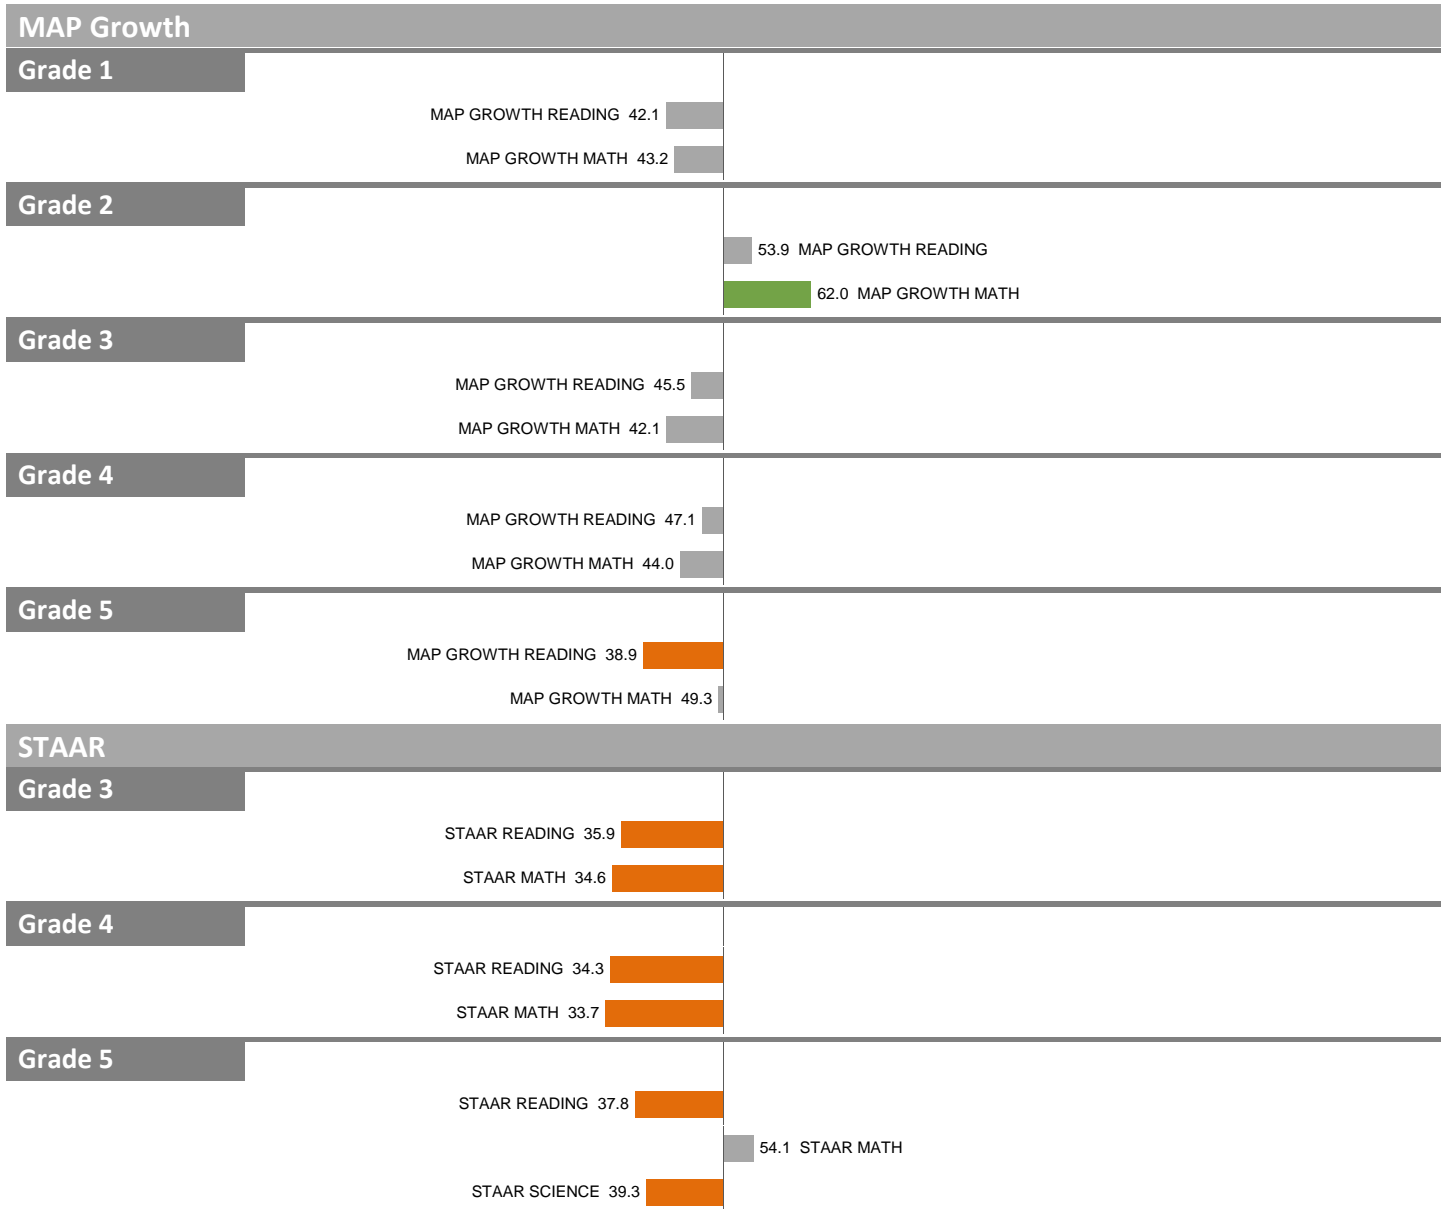 MAP Growth
Grade 1
MAP GROWTH READING 42.1
MAP GROWTH MATH 43.2
Grade 2
53.9 MAP GROWTH READING
62.0 MAP GROWTH MATH
Grade 3
MAP GROWTH READING 45.5
MAP GROWTH MATH 42.1
Grade 4
MAP GROWTH READING 47.1
MAP GROWTH MATH 44.0
Grade 5
MAP GROWTH READING 38.9
MAP GROWTH MATH 49.3
STAAR
Grade 3
STAAR READING 35.9
STAAR MATH 34.6
Grade 4
STAAR READING 34.3
STAAR MATH 33.7
Grade 5
STAAR READING 37.8
54.1 STAAR MATH
STAAR SCIENCE 39.3